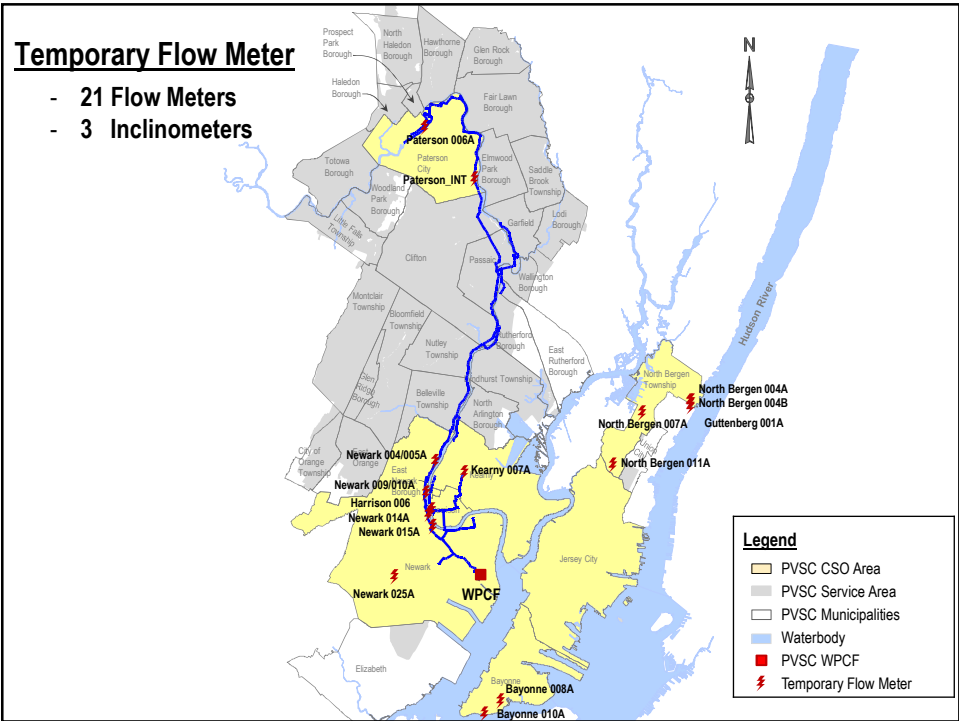 Temporary Flow Meter
- 21 Flow Meters
- 3 Inclinometers
Prospect
Park
Borough
North
Haledon
Borough
Hawthorne
Borough
Glen Rock
Borough
Haledon
Borough
Fair Lawn
Borough
N
Paterson 006A
Paterson
City
Elmwood
Park
Borough
Paterson_INT
Totowa
Borough
Woodland
Park
Borough
Saddle
Brook
Township
Little Falls
Township
Garfield
Lodi
Borough
Clifton
Passaic
Wallington
Borough
Montclair
Township
Bloomfield
Township
Nutley
Township
Rutherford
Borough
East
Rutherford
Borough
Hudson River
Glen
Ridge
Borough
Belleville
Township
ndhurst Township
North
Arlington
Borough
North Bergen
Township
North Bergen 004A
North Bergen 004B
Guttenberg 001A
North Bergen 007A
City of
Orange
Township
Orange
Newark 004/005A
Kearny 007A
North Bergen 011A
Newark 009/010A
East
Newark
Borough
Harrison 006
Newark 014A
Newark 015A
Jersey City
Newark
Newark 025A
WPCF
Elizabeth
Bayonne
Bayonne 008A
Bayonne 010A
Legend
PVSC CSO Area
PVSC Service Area
PVSC Municipalities
Waterbody
PVSC WPCF
Temporary Flow Meter